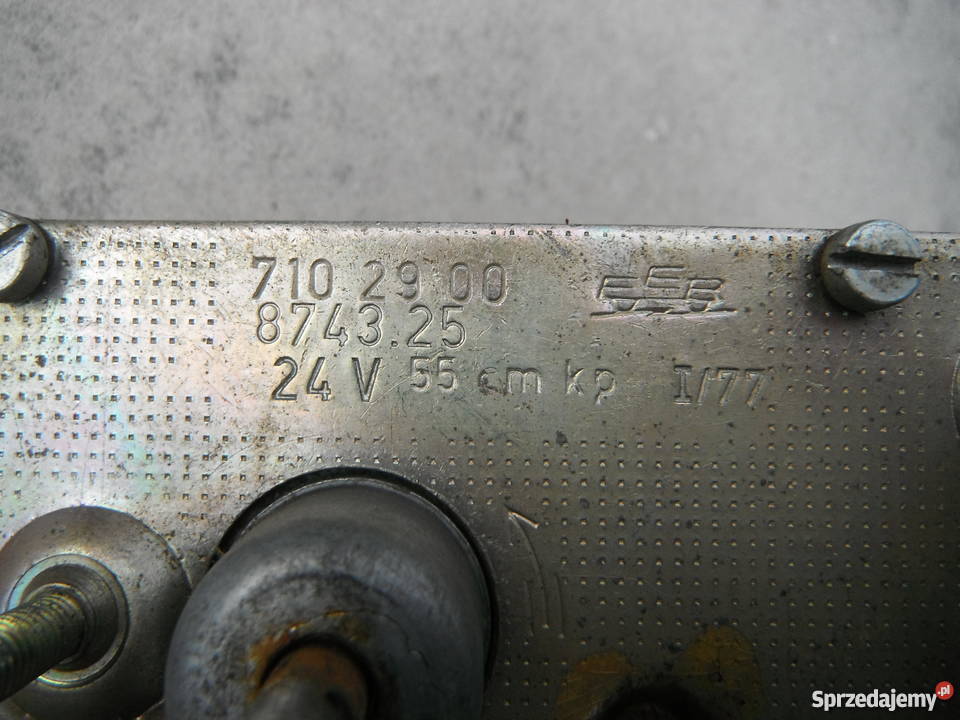 710 29 00
8743.25
24 V 55 cm kp I/77
Sprzedajemy.pl